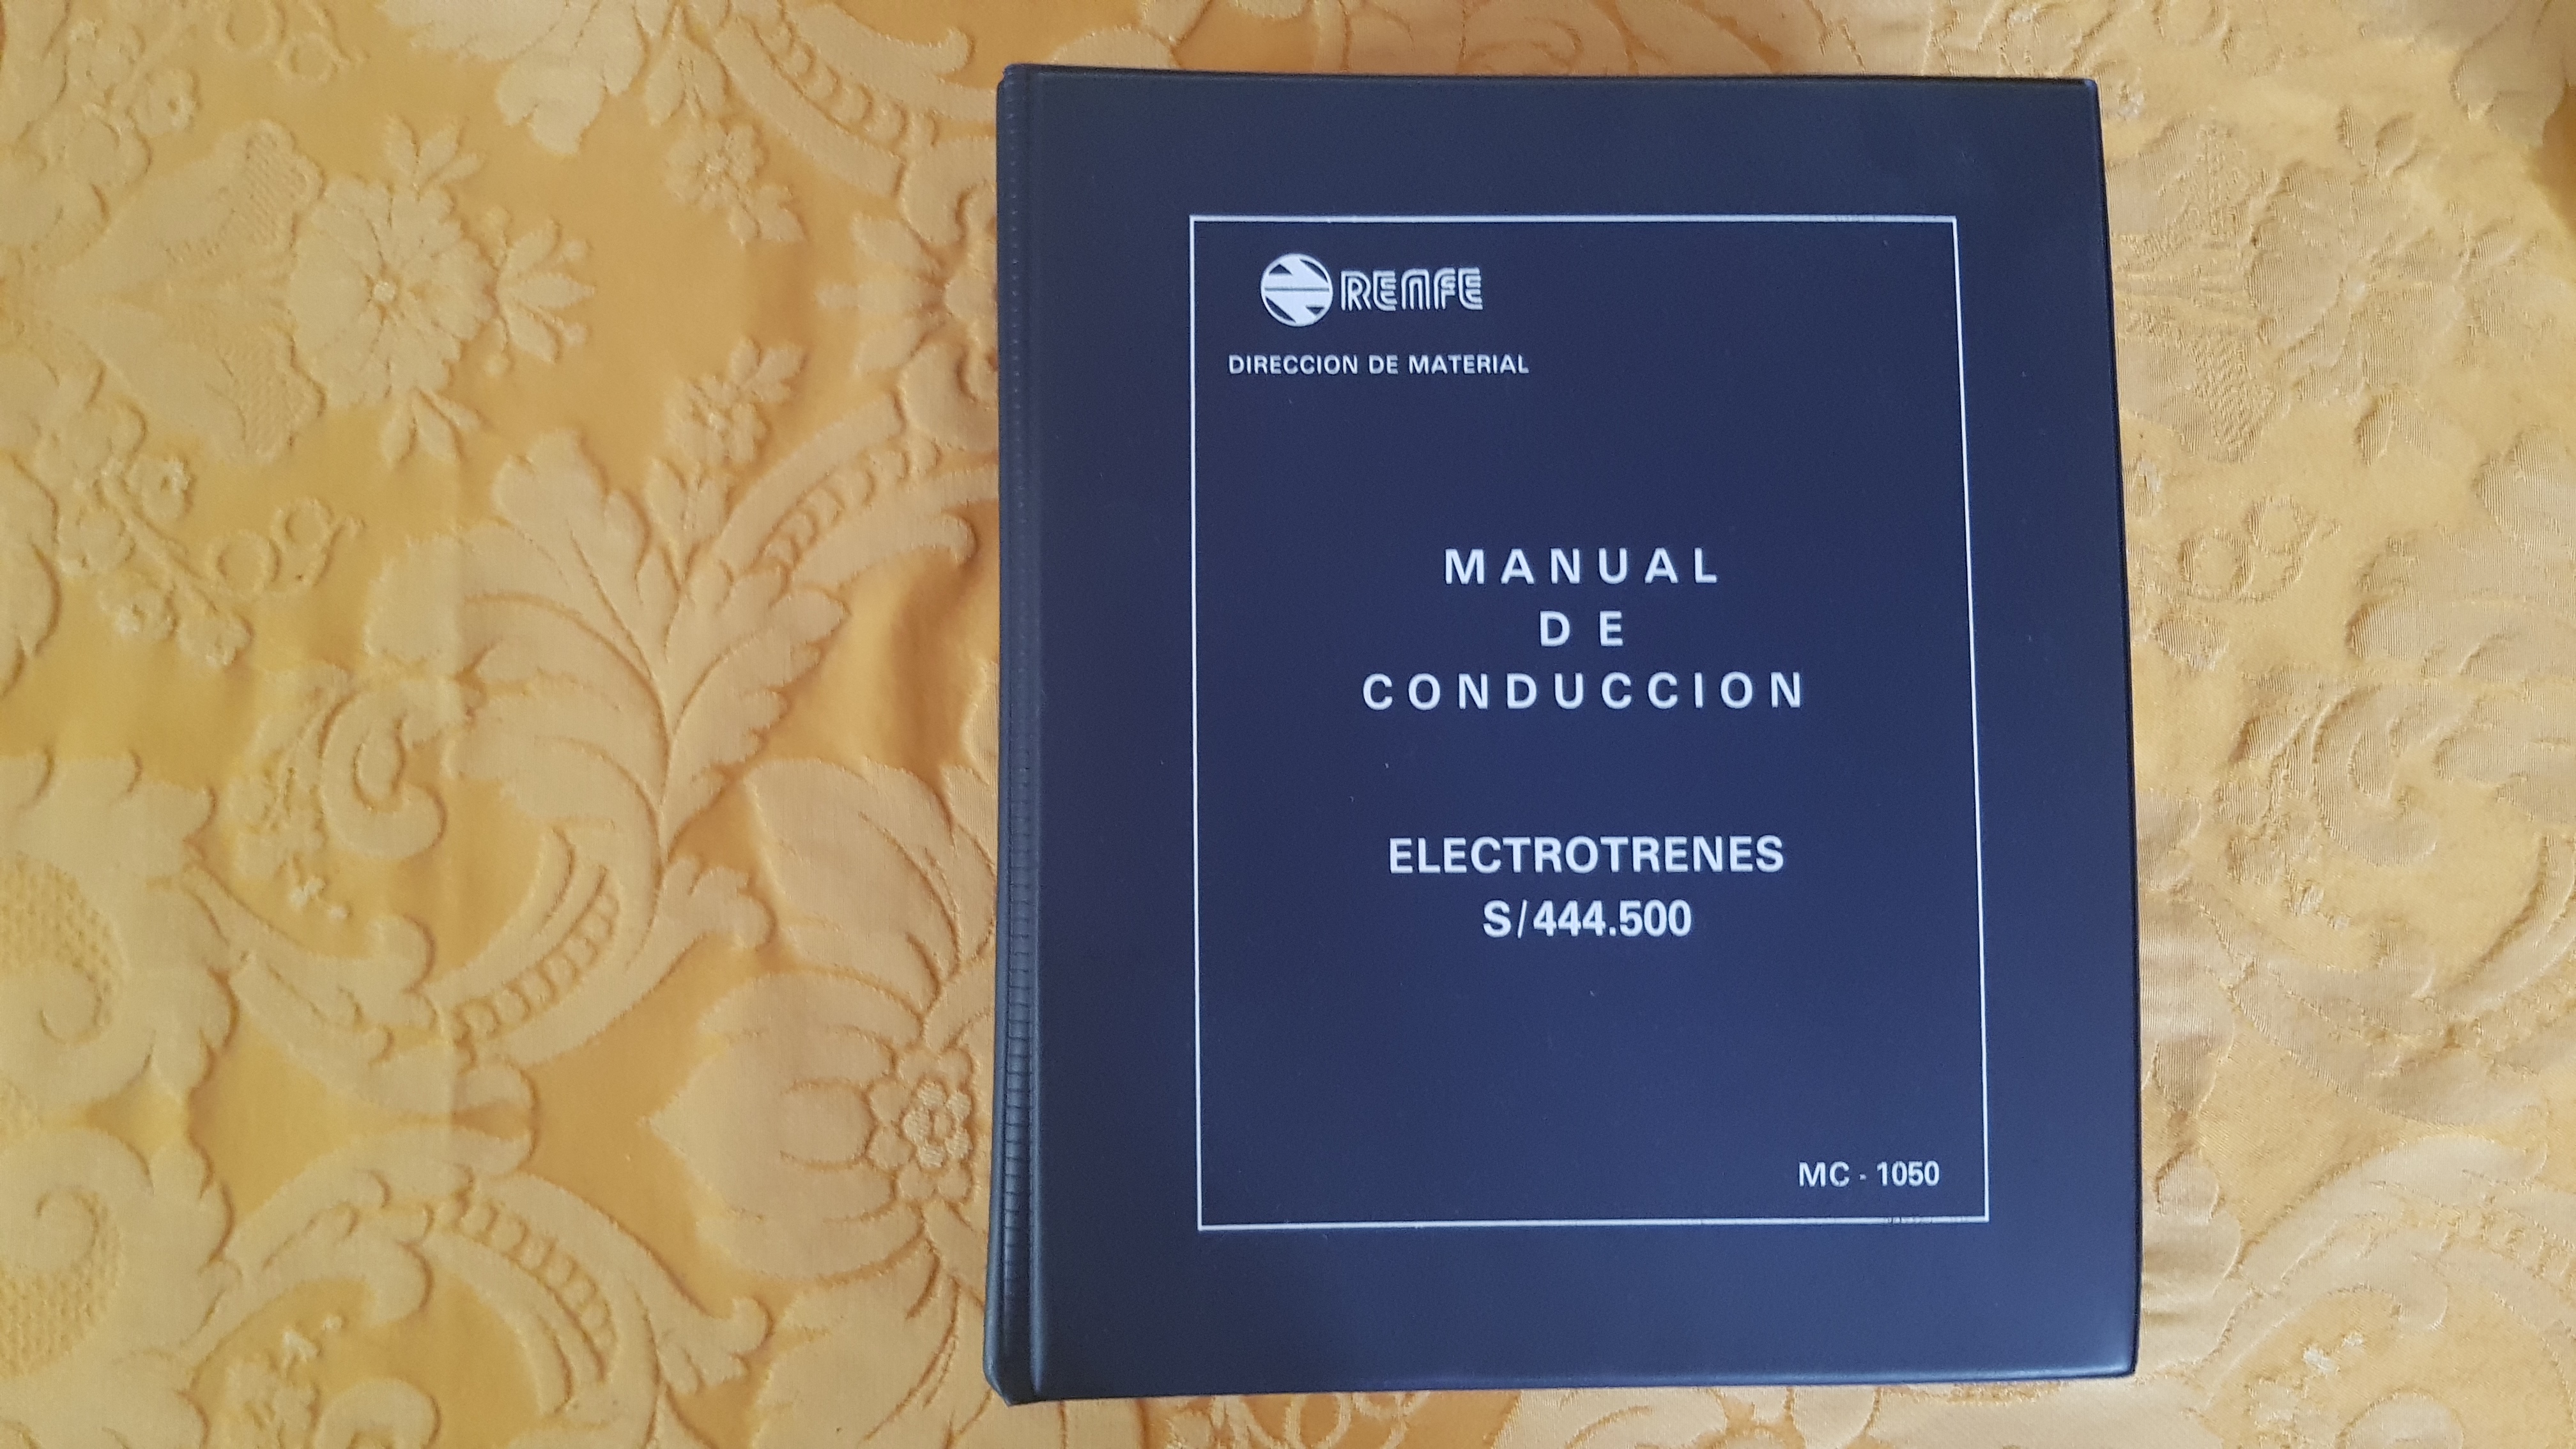 RENFE
DIRECCION DE MATERIAL
MANUAL
DE
CONDUCCION
ELECTROTRENES
S/444.500
MC - 1050